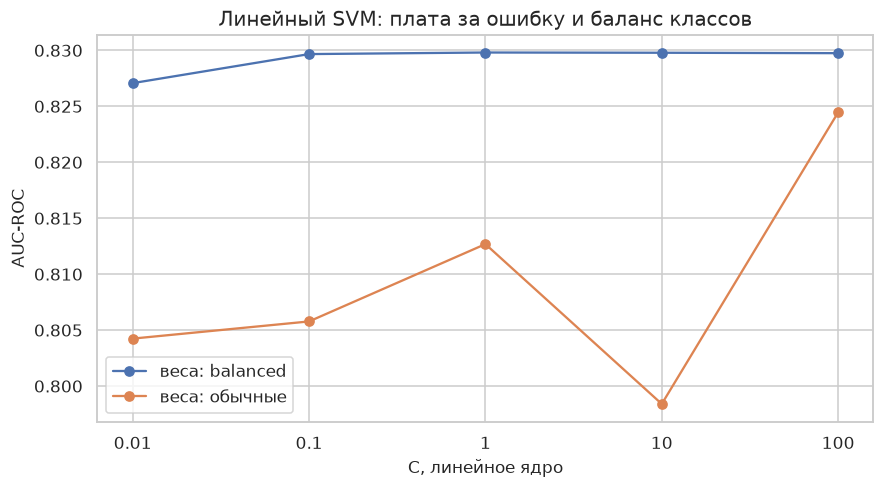 Линейный SVM: плата за ошибку и баланс классов
AUC-ROC
0.830
0.825
0.820
0.815
0.810
0.805
0.800
веса: balanced
веса: обычные
0.01 0.1 1 10 100
C, линейное ядро